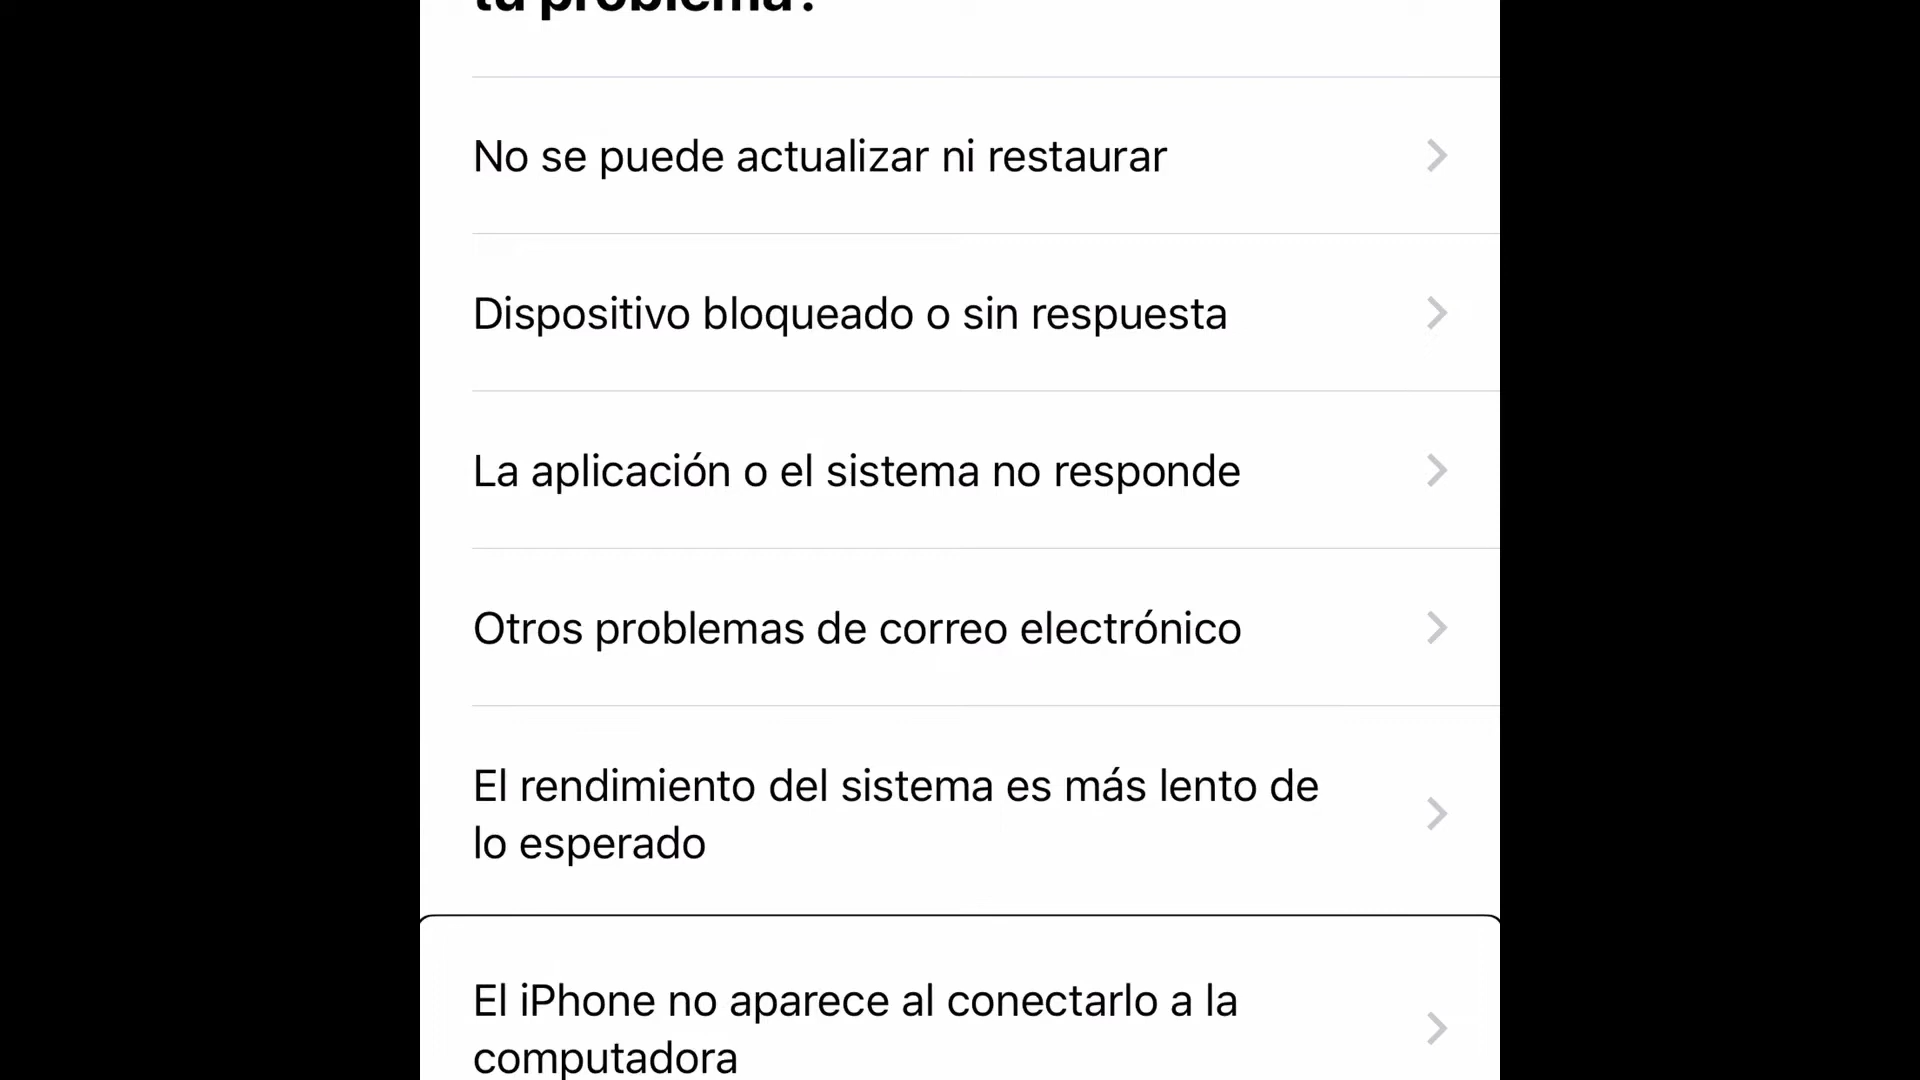 tu problema?
No se puede actualizar ni restaurar
Dispositivo bloqueado o sin respuesta
La aplicación o el sistema no responde
Otros problemas de correo electrónico
El rendimiento del sistema es más lento de
lo esperado
El iPhone no aparece al conectarlo a la
computadora